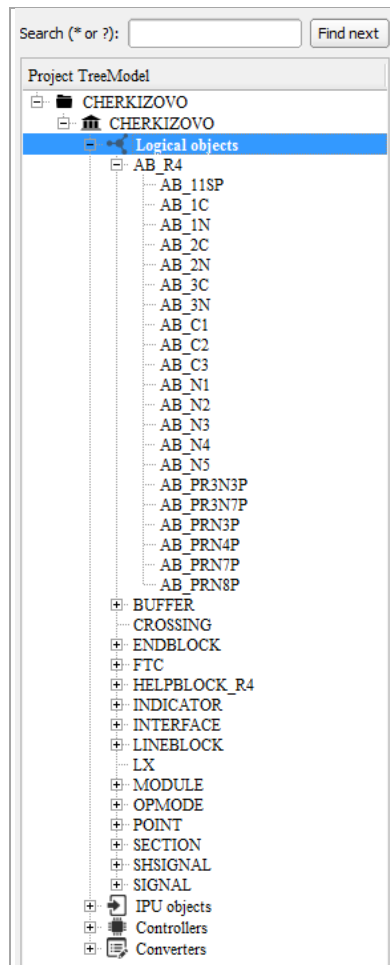 Search (* or ?): Find next
Project TreeModel
CHERKIZOVO
CHERKIZOVO
Logical objects
AB_R4
AB_11SP
AB_1C
AB_1N
AB_2C
AB_2N
AB_3C
AB_3N
AB_C1
AB_C2
AB_C3
AB_N1
AB_N2
AB_N3
AB_N4
AB_N5
AB_PR3N3P
AB_PR3N7P
AB_PRN3P
AB_PRN4P
AB_PRN7P
AB_PRN8P
BUFFER
CROSSING
ENDBLOCK
FTC
HELPBLOCK_R4
INDICATOR
INTERFACE
LINEBLOCK
LX
MODULE
OPMODE
POINT
SECTION
SHSIGNAL
SIGNAL
IPU objects
Controllers
Converters